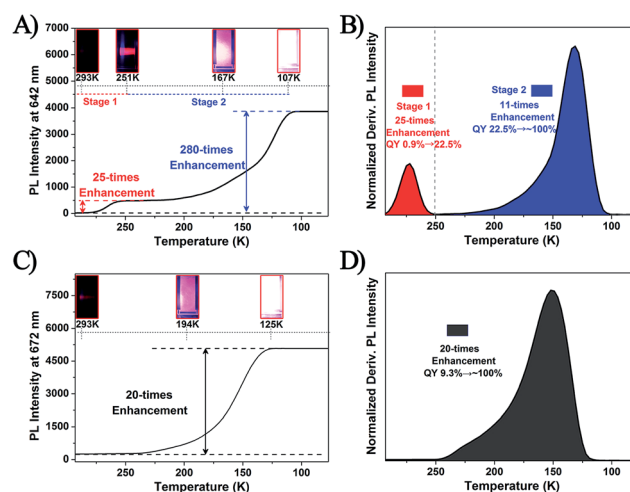 A)
293K 251K 167K 107K
Stage 1 Stage 2
280-times
Enhancement
25-times
Enhancement
PL Intensity at 642 nm
7000
6000
5000
4000
3000
2000
1000
0
250 200 150 100
Temperature (K)
B)
Stage 1
25-times
Enhancement
QY 0.9%→22.5%
Stage 2
11-times
Enhancement
QY 22.5%→~100%
Normalized Deriv. PL Intensity
250 200 150 100
Temperature (K)
C)
293K 194K 125K
20-times
Enhancement
PL Intensity at 672 nm
7500
6000
4500
3000
1500
0
250 200 150 100
Temperature (K)
D)
20-times
Enhancement
QY 9.3%→~100%
Normalized Deriv. PL Intensity
250 200 150 100
Temperature (K)